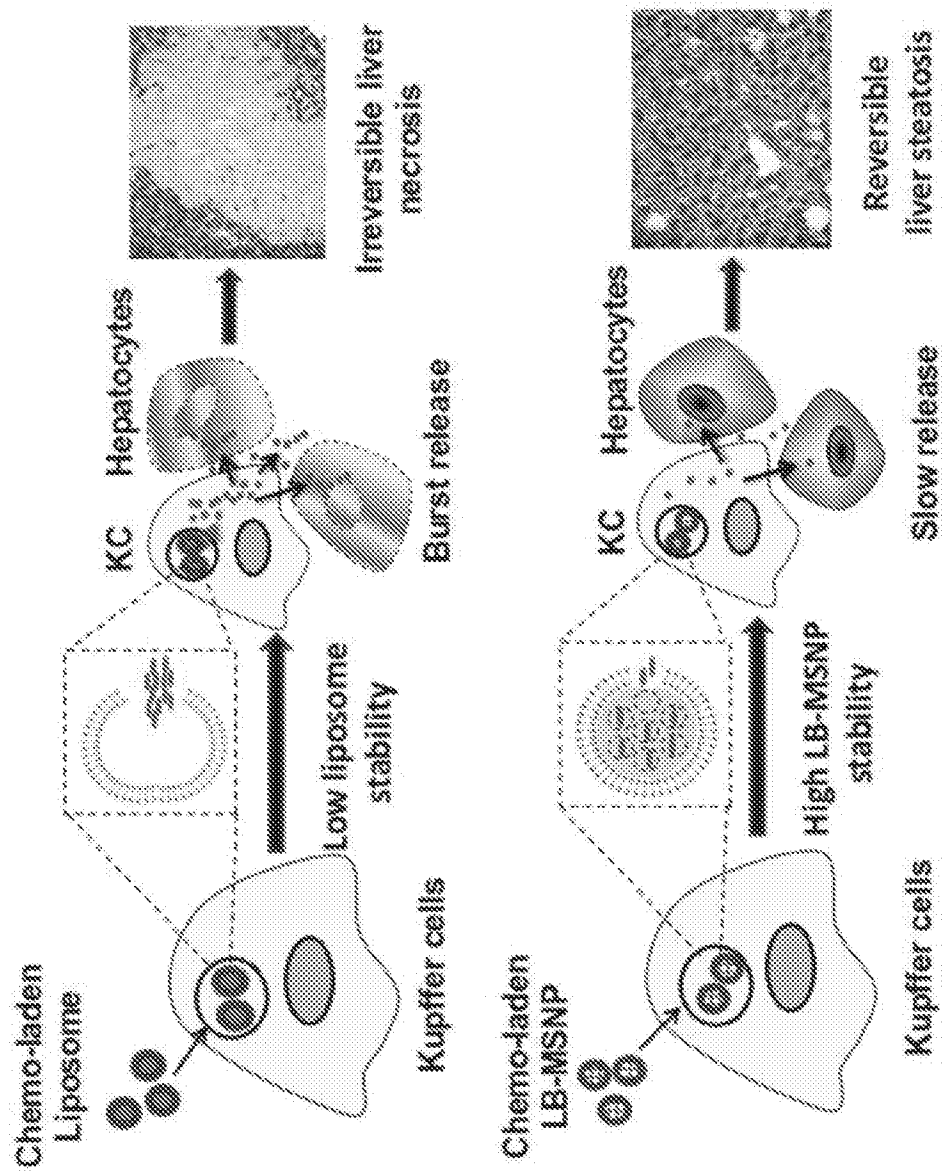 Chemo-laden
Liposome
Kupffer cells
Low liposome
stability
KC
Hepatocytes
Burst release
Irreversible liver
necrosis
Chemo-laden
LB-MSNP
Kupffer cells
High LB-MSNP
stability
KC
Hepatocytes
Slow release
Reversible
liver steatosis